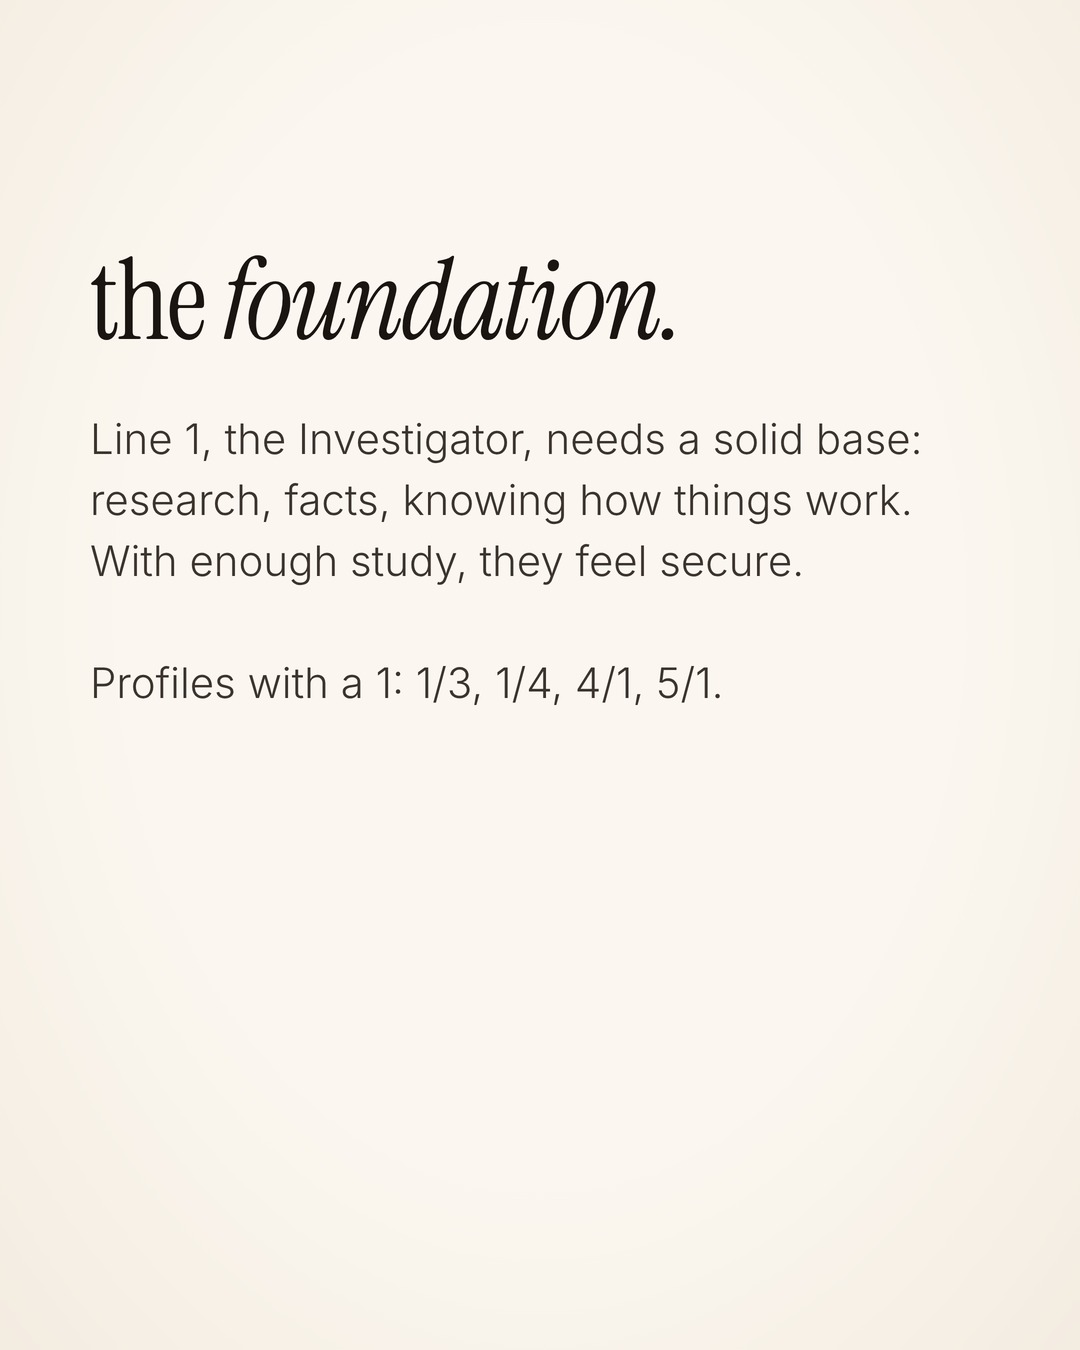 the foundation.
Line 1, the Investigator, needs a solid base:
research, facts, knowing how things work.
With enough study, they feel secure.
Profiles with a 1: 1/3, 1/4, 4/1, 5/1.